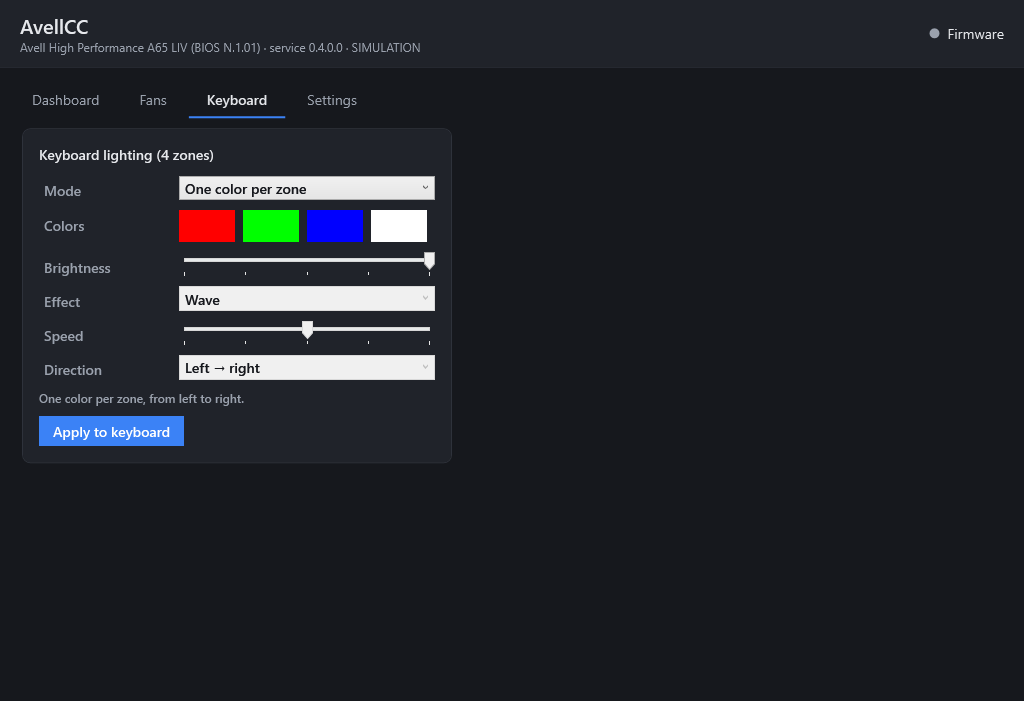 AvellCC
Avell High Performance A65 LIV (BIOS N.1.01) · service 0.4.0.0 · SIMULATION
Firmware
Dashboard Fans Keyboard Settings
Keyboard lighting (4 zones)
Mode One color per zone
Colors
Brightness
Effect Wave
Speed
Direction Left → right
One color per zone, from left to right.
Apply to keyboard